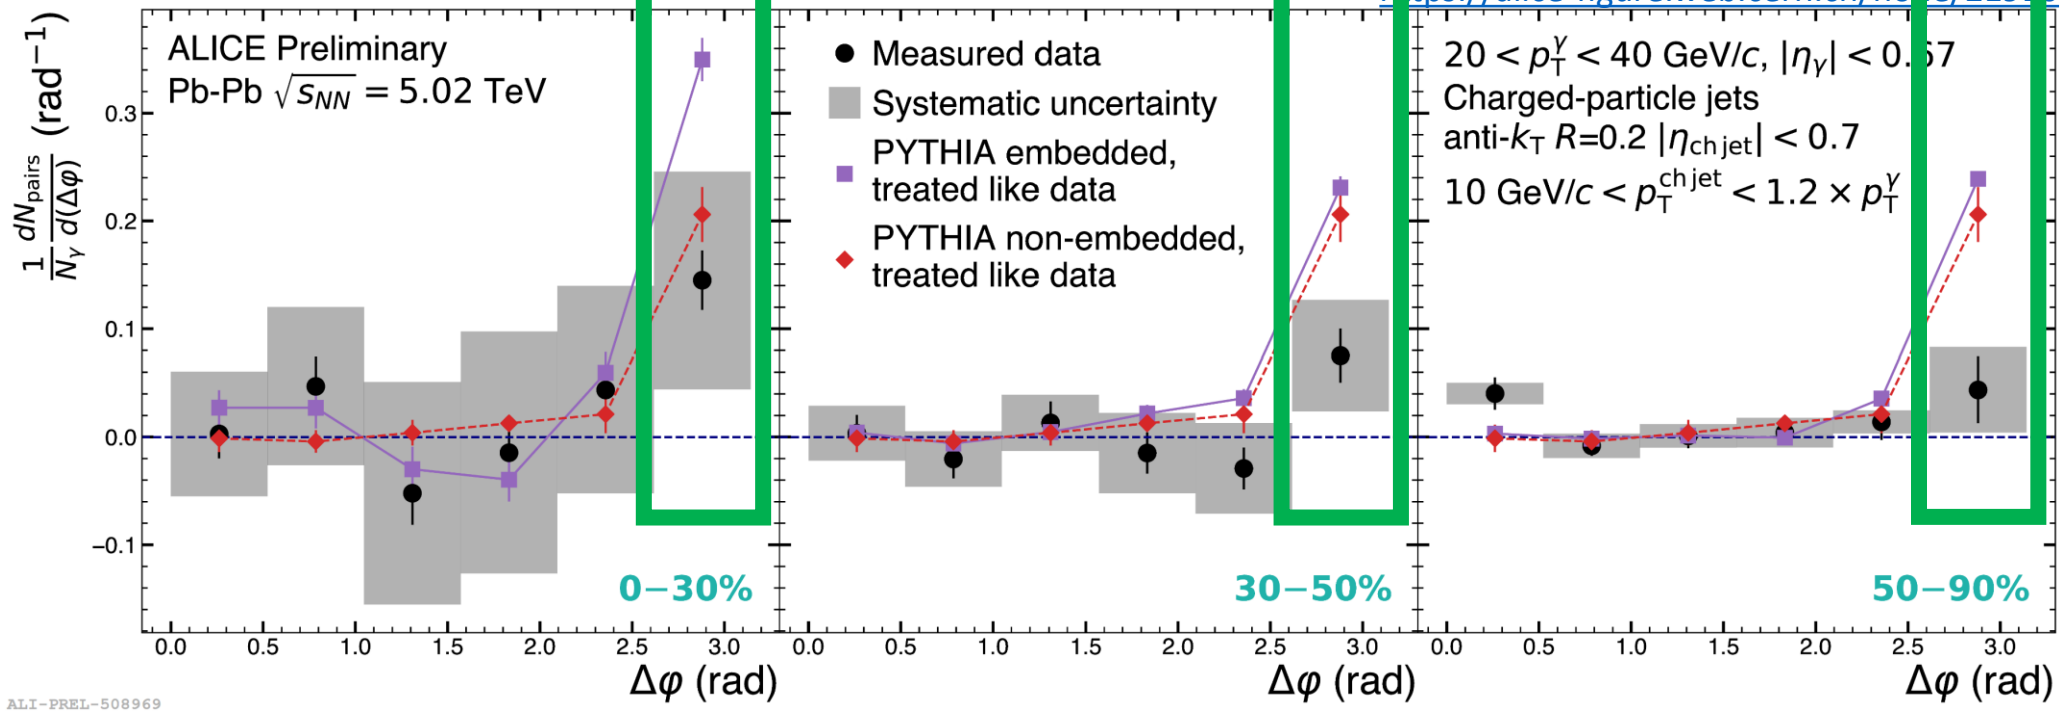 ALICE Preliminary
Pb-Pb √sNN = 5.02 TeV
1/Nγ dNpairs/d(Δφ) (rad⁻¹)
0.3
0.2
0.1
0.0
−0.1
0−30%
0.0 0.5 1.0 1.5 2.0 2.5 3.0
Δφ (rad)
Measured data
Systematic uncertainty
PYTHIA embedded,
treated like data
PYTHIA non-embedded,
treated like data
30−50%
0.0 0.5 1.0 1.5 2.0 2.5 3.0
Δφ (rad)
20 < pTγ < 40 GeV/c, |ηγ| < 0.67
Charged-particle jets
anti-kT R=0.2 |ηch jet| < 0.7
10 GeV/c < pTch jet < 1.2 × pTγ
50−90%
0.0 0.5 1.0 1.5 2.0 2.5 3.0
Δφ (rad)
ALI-PREL-508969